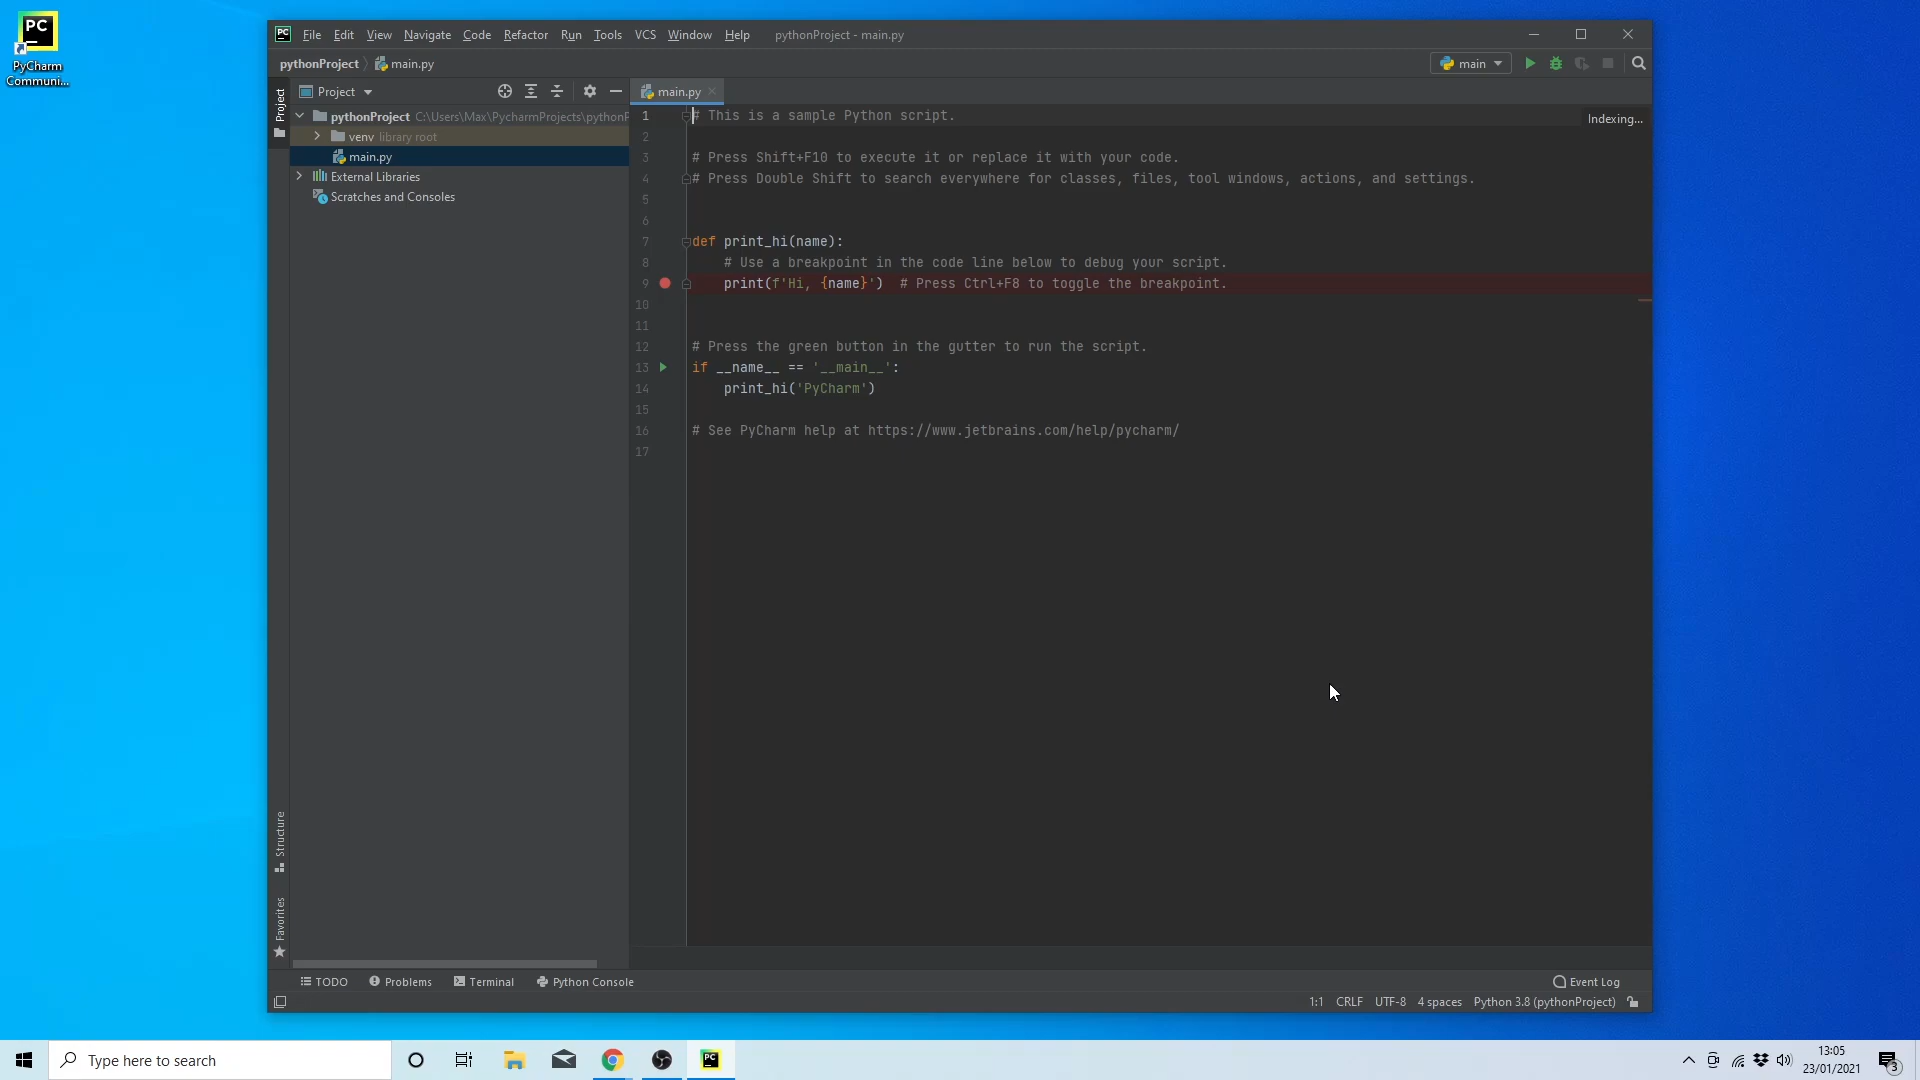 PC
PyCharm
Communi...
PC
File Edit View Navigate Code Refactor Run Tools VCS Window Help pythonProject - main.py
pythonProject main.py
main
Project
Project
main.py
pythonProject C:\Users\Max\PycharmProjects\pythonP
venv library root
main.py
External Libraries
Scratches and Consoles
Indexing...
1 # This is a sample Python script.
2
3 # Press Shift+F10 to execute it or replace it with your code.
4 # Press Double Shift to search everywhere for classes, files, tool windows, actions, and settings.
5
6
7 def print_hi(name):
8 # Use a breakpoint in the code line below to debug your script.
9 print(f'Hi, {name}') # Press Ctrl+F8 to toggle the breakpoint.
10
11
12 # Press the green button in the gutter to run the script.
13 if __name__ == '__main__':
14 print_hi('PyCharm')
15
16 # See PyCharm help at https://www.jetbrains.com/help/pycharm/
17
Structure
Favorites
TODO Problems Terminal Python Console Event Log
1:1 CRLF UTF-8 4 spaces Python 3.8 (pythonProject)
Type here to search
PC
13:05
23/01/2021
3